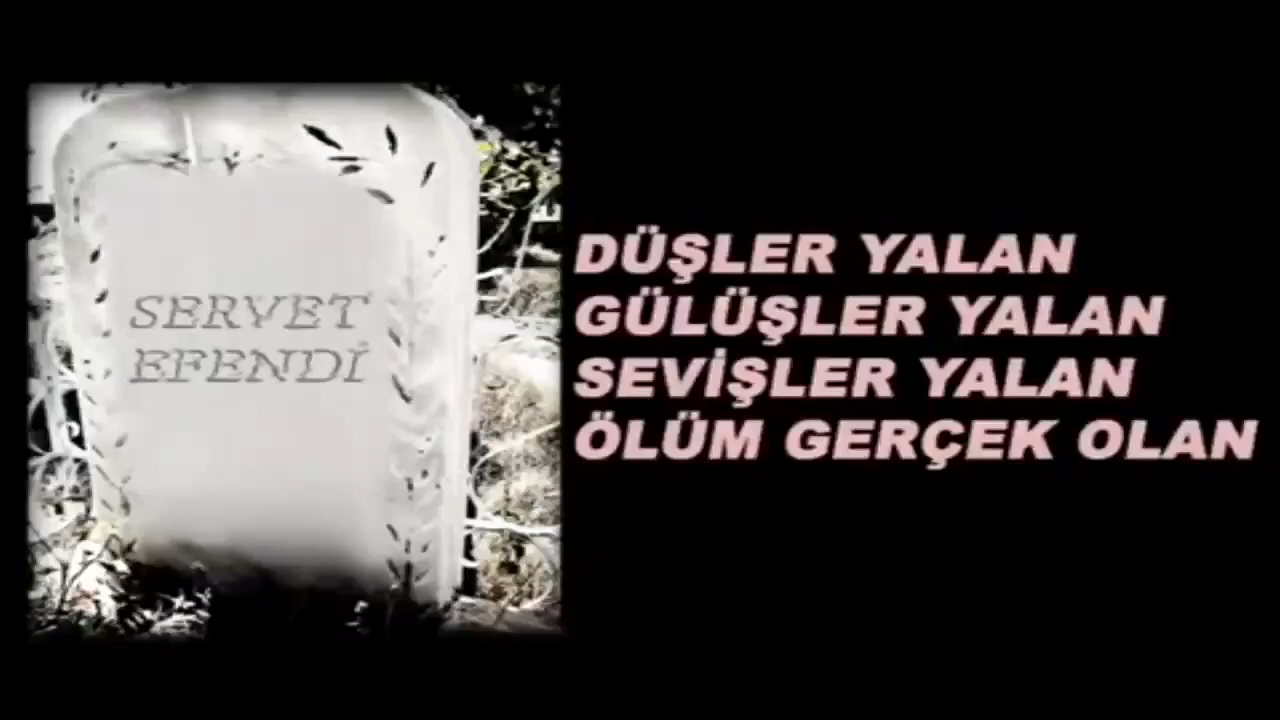 SERVET
EFENDİ
DÜŞLER YALAN
GÜLÜŞLER YALAN
SEVİŞLER YALAN
ÖLÜM GERÇEK OLAN